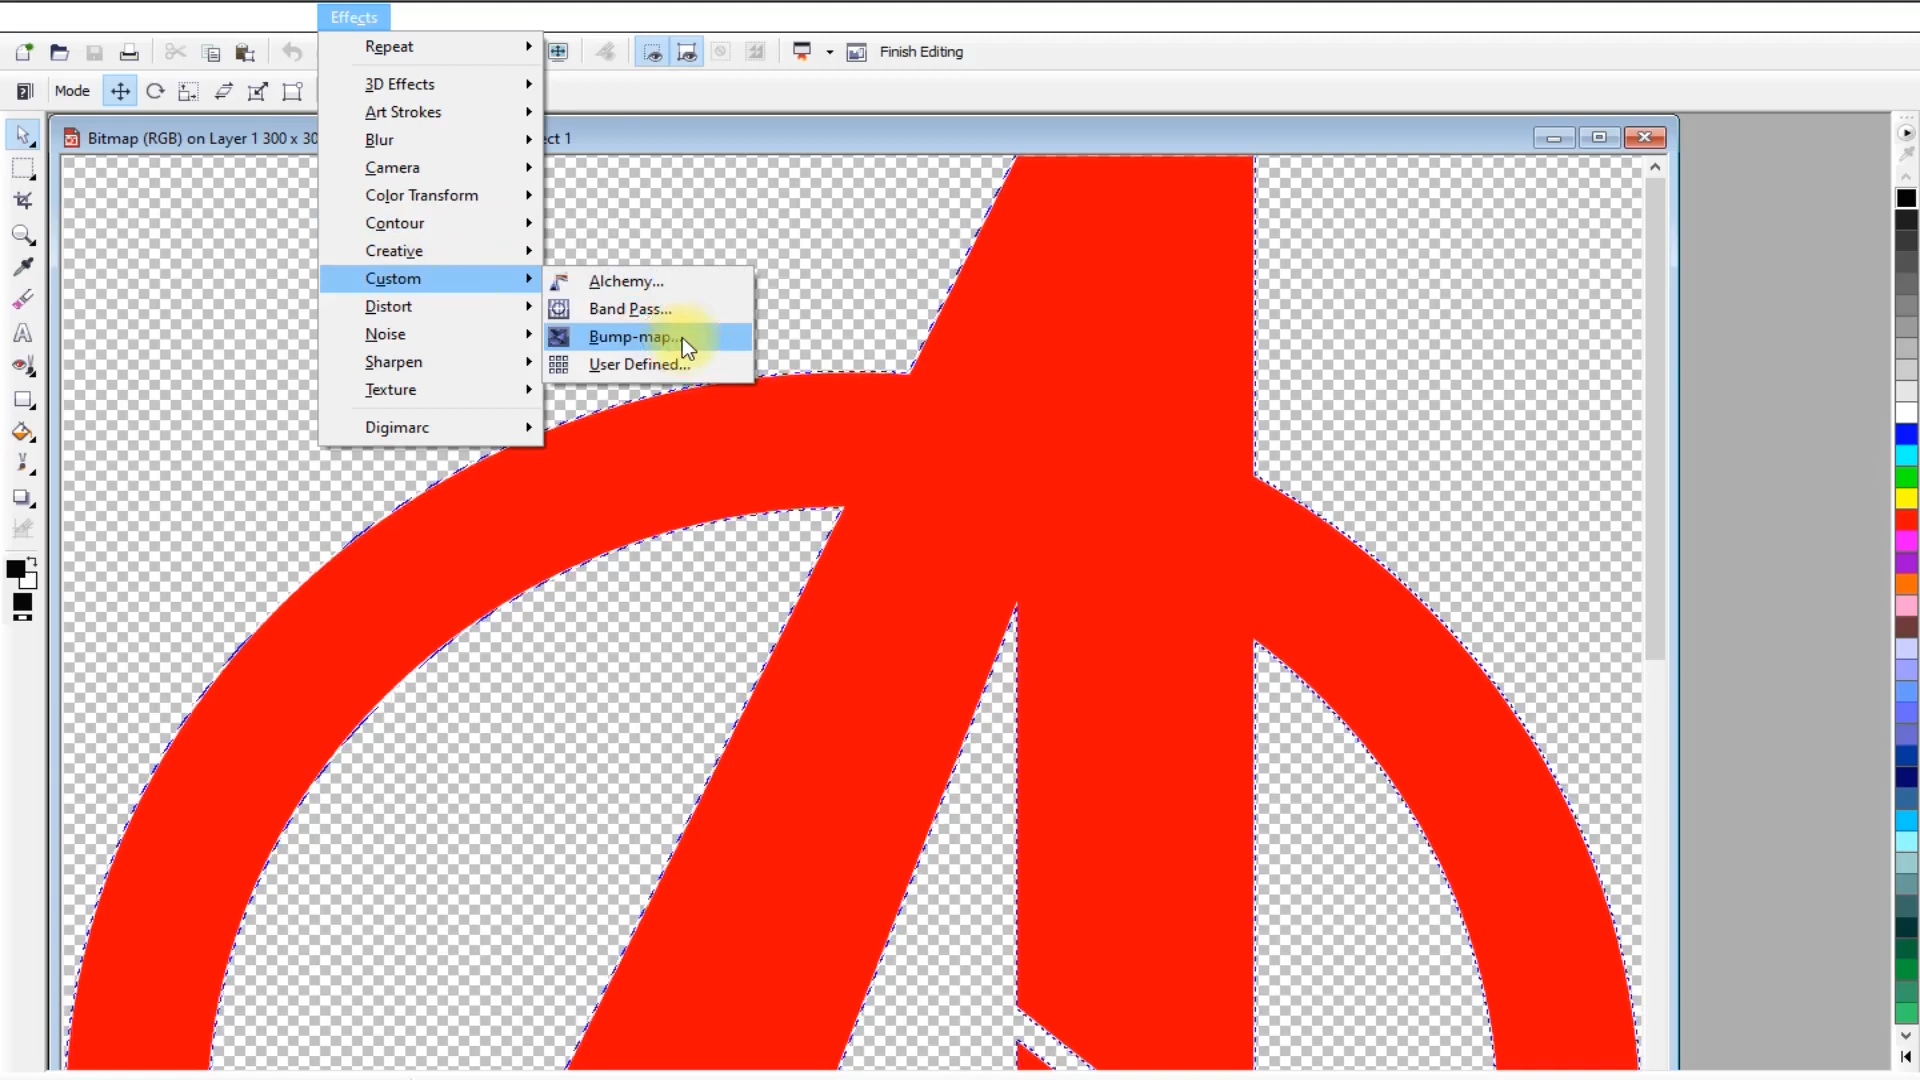 Effects
Finish Editing
Mode
Repeat
3D Effects
Art Strokes
Blur
Camera
Color Transform
Contour
Creative
Custom
Distort
Noise
Sharpen
Texture
Digimarc
Bitmap (RGB) on Layer 1 300 x 30
ect 1
Alchemy...
Band Pass...
Bump-map...
User Defined...